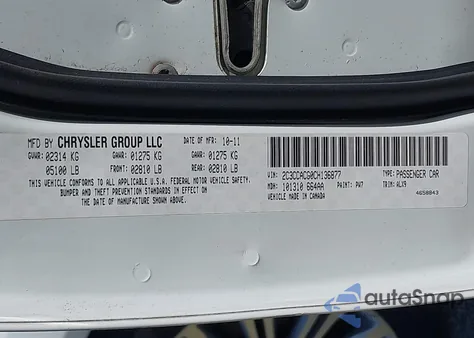 MFD BY CHRYSLER GROUP LLC DATE OF MFR: 10-11
GVWR: 02314 KG GAWR: 01275 KG GAWR: 01275 KG
05100 LB FRONT: 02810 LB REAR: 02810 LB
THIS VEHICLE CONFORMS TO ALL APPLICABLE U.S.A. FEDERAL MOTOR VEHICLE SAFETY,
BUMPER AND THEFT PREVENTION STANDARDS IN EFFECT ON THE
DATE OF MANUFACTURE SHOWN ABOVE.
VIN: 2C3CCACG0CH136877 TYPE: PASSENGER CAR
MDH: 101310 664AA PAINT: PW7 TRIM: ALX9
VEHICLE MADE IN CANADA 4658843
autoSnap